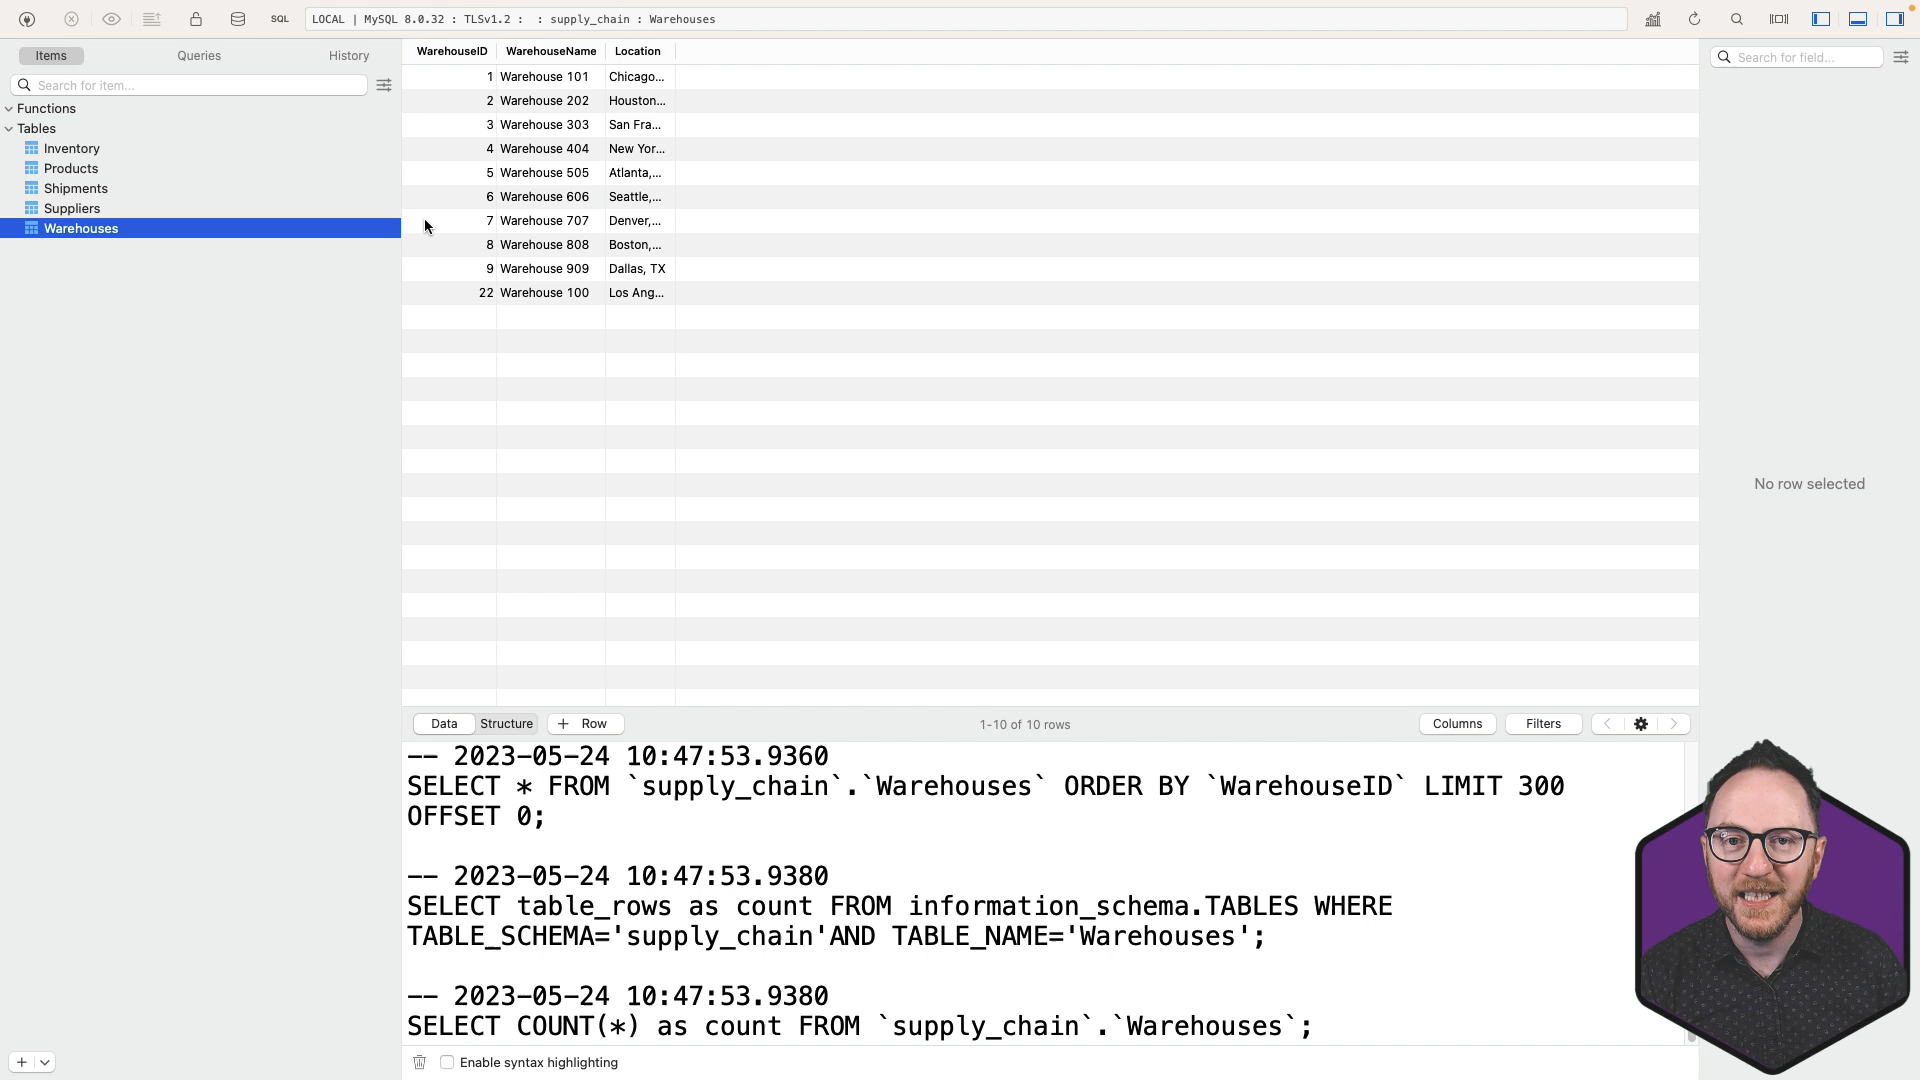 SQL
LOCAL | MySQL 8.0.32 : TLSv1.2 :  : supply_chain : Warehouses
Items
Queries
History
Search for item...
Functions
Tables
Inventory
Products
Shipments
Suppliers
Warehouses
WarehouseID WarehouseName Location
1 Warehouse 101 Chicago...
2 Warehouse 202 Houston...
3 Warehouse 303 San Fra...
4 Warehouse 404 New Yor...
5 Warehouse 505 Atlanta,...
6 Warehouse 606 Seattle,...
7 Warehouse 707 Denver,...
8 Warehouse 808 Boston,...
9 Warehouse 909 Dallas, TX
22 Warehouse 100 Los Ang...
Search for field...
No row selected
Data Structure + Row
1-10 of 10 rows
Columns
Filters
-- 2023-05-24 10:47:53.9360
SELECT * FROM `supply_chain`.`Warehouses` ORDER BY `WarehouseID` LIMIT 300
OFFSET 0;
-- 2023-05-24 10:47:53.9380
SELECT table_rows as count FROM information_schema.TABLES WHERE
TABLE_SCHEMA='supply_chain'AND TABLE_NAME='Warehouses';
-- 2023-05-24 10:47:53.9380
SELECT COUNT(*) as count FROM `supply_chain`.`Warehouses`;
Enable syntax highlighting